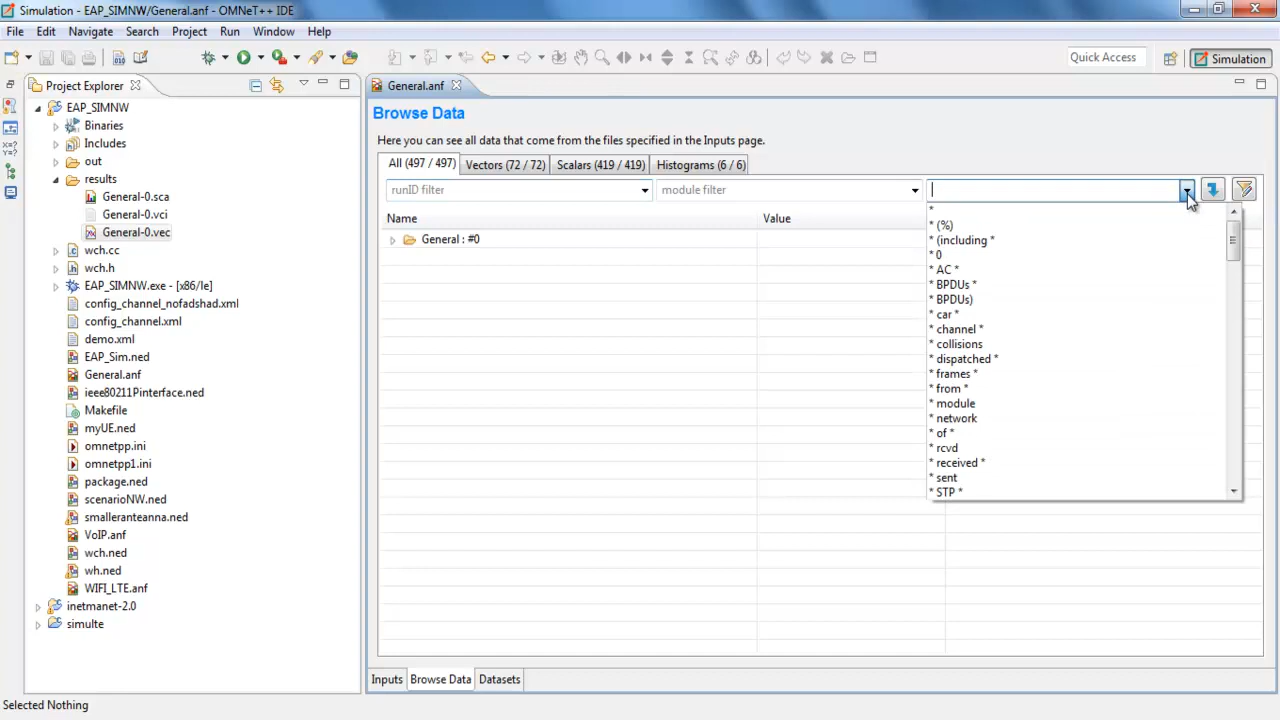 Simulation - EAP_SIMNW/General.anf - OMNeT++ IDE
File Edit Navigate Search Project Run Window Help
Quick Access
Simulation
Project Explorer
EAP_SIMNW
Binaries
Includes
out
results
General-0.sca
General-0.vci
General-0.vec
wch.cc
wch.h
EAP_SIMNW.exe - [x86/le]
config_channel_nofadshad.xml
config_channel.xml
demo.xml
EAP_Sim.ned
General.anf
ieee80211Pinterface.ned
Makefile
myUE.ned
omnetpp.ini
omnetpp1.ini
package.ned
scenarioNW.ned
smalleranteanna.ned
VoIP.anf
wch.ned
wh.ned
WIFI_LTE.anf
inetmanet-2.0
simulte
General.anf
Browse Data
Here you can see all data that come from the files specified in the Inputs page.
All (497 / 497) Vectors (72 / 72) Scalars (419 / 419) Histograms (6 / 6)
runID filter module filter
Name Value
General : #0
*
* (%)
* (including *
* 0
* AC *
* BPDUs *
* BPDUs)
* car *
* channel *
* collisions
* dispatched *
* frames *
* from *
* module
* network
* of *
* rcvd
* received *
* sent
* STP *
Inputs Browse Data Datasets
Selected Nothing